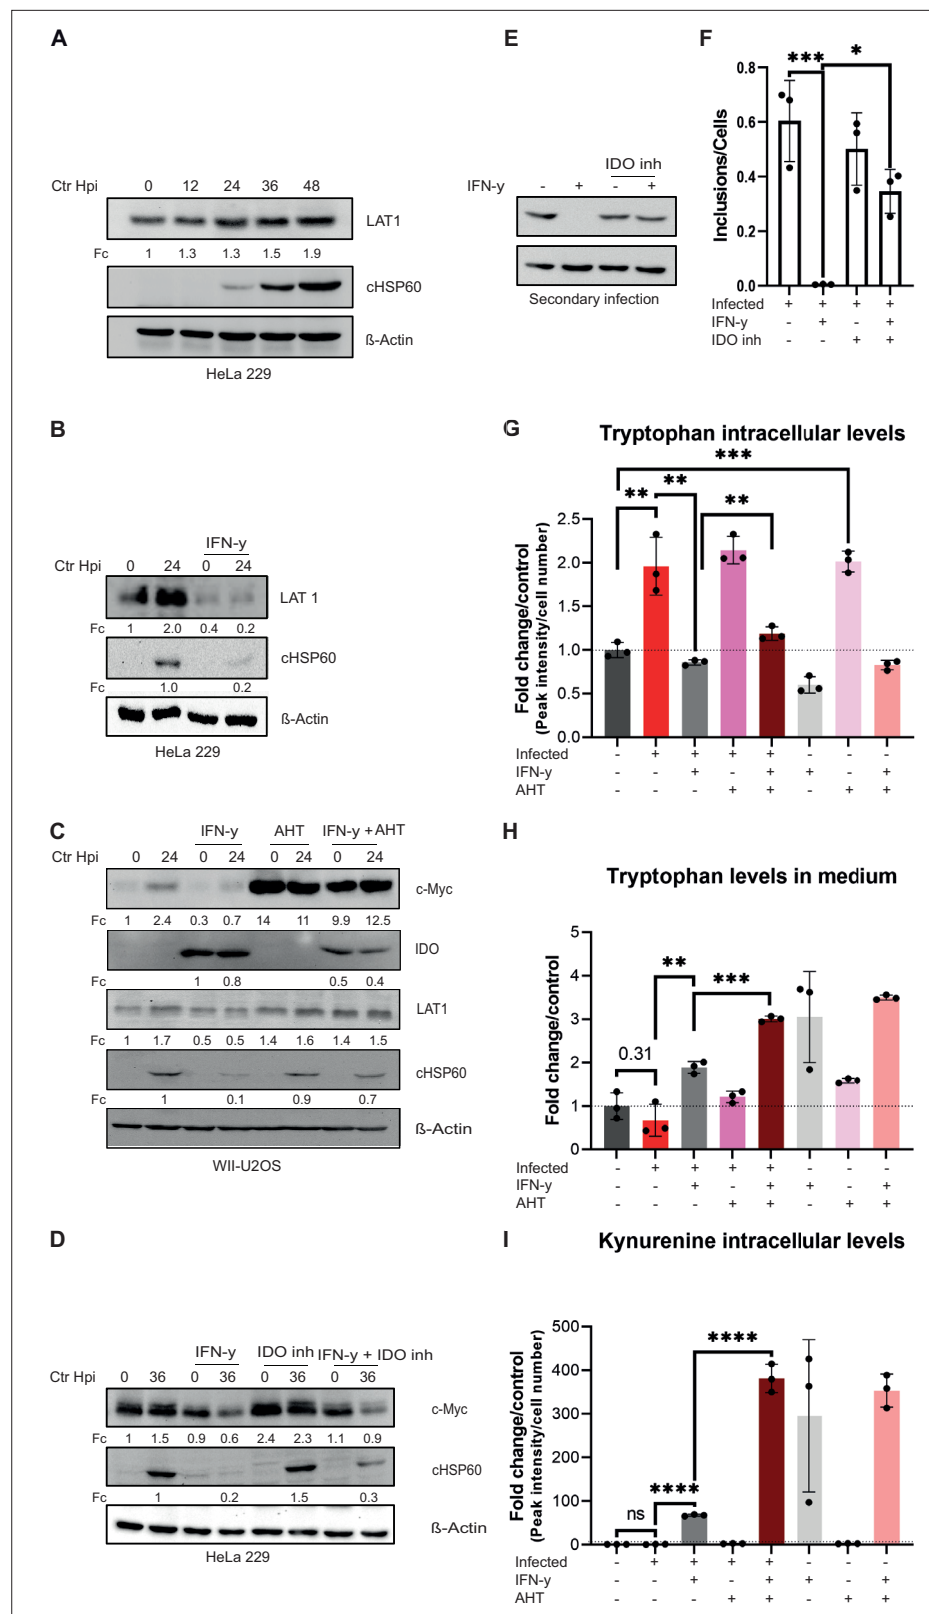 A
Ctr Hpi 0 12 24 36 48
LAT1
Fc 1 1.3 1.3 1.5 1.9
cHSP60
ß-Actin
HeLa 229
B
IFN-y
Ctr Hpi 0 24 0 24
LAT 1
Fc 1 2.0 0.4 0.2
cHSP60
Fc 1.0 0.2
ß-Actin
HeLa 229
C
IFN-y AHT IFN-y + AHT
Ctr Hpi 0 24 0 24 0 24 0 24
c-Myc
Fc 1 2.4 0.3 0.7 14 11 9.9 12.5
IDO
Fc 1 0.8 0.5 0.4
LAT1
Fc 1 1.7 0.5 0.5 1.4 1.6 1.4 1.5
cHSP60
Fc 1 0.1 0.9 0.7
ß-Actin
WII-U2OS
D
IFN-y IDO inh IFN-y + IDO inh
Ctr Hpi 0 36 0 36 0 36 0 36
c-Myc
Fc 1 1.5 0.9 0.6 2.4 2.3 1.1 0.9
cHSP60
Fc 1 0.2 1.5 0.3
ß-Actin
HeLa 229
E
IDO inh
IFN-y - + - +
Secondary infection
F
*** *
Inclusions/Cells
0.8
0.6
0.4
0.2
0.0
Infected + + + +
IFN-y - + - +
IDO inh - - + +
G
Tryptophan intracellular levels
***
** ** **
Fold change/control
(Peak intensity/cell number)
2.5
2.0
1.5
1.0
0.5
0.0
Infected - + + + + - - -
IFN-y - - + - + + - +
AHT - - - + + - + +
H
Tryptophan levels in medium
** ***
0.31
Fold change/control
5
4
3
2
1
0
Infected - + + + + - - -
IFN-y - - + - + + - +
AHT - - - + + - + +
I
Kynurenine intracellular levels
****
****
ns
Fold change/control
(Peak intensity/cell number)
500
400
300
200
100
0
Infected - + + + + - - -
IFN-y - - + - + + - +
AHT - - - + + - + +